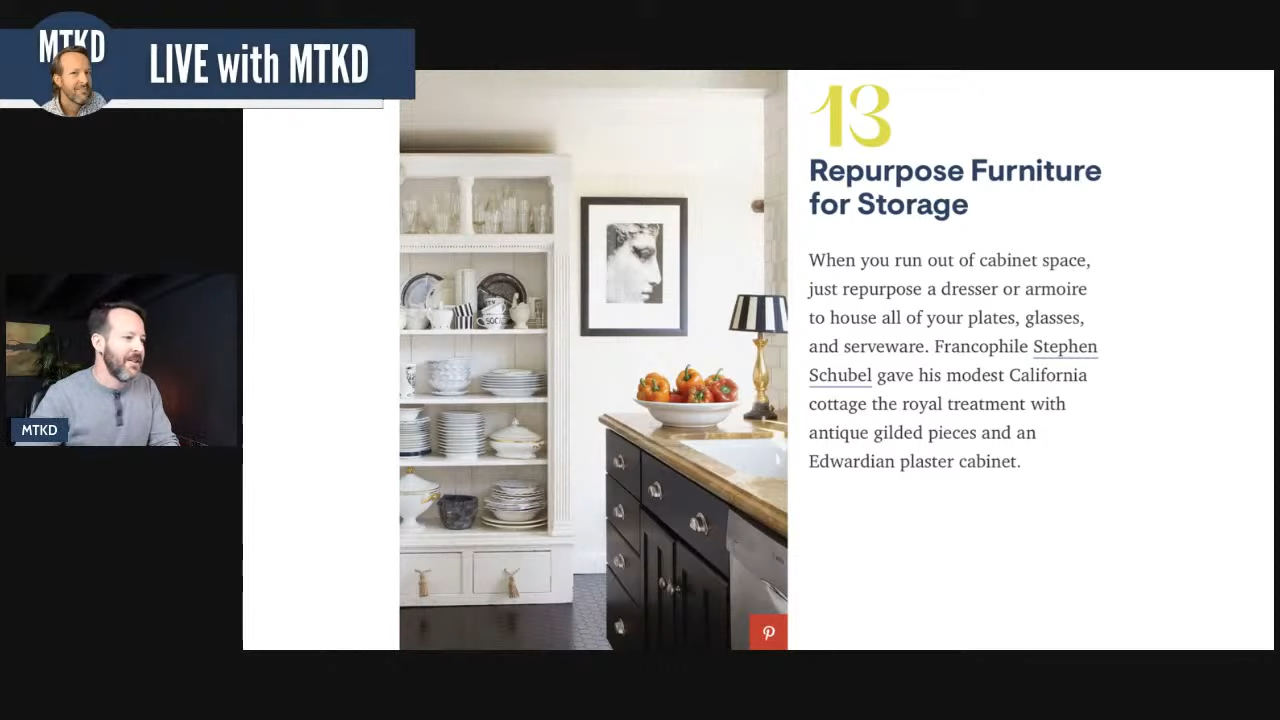 MTKD
LIVE with MTKD
13
Repurpose Furniture
for Storage
When you run out of cabinet space,
just repurpose a dresser or armoire
to house all of your plates, glasses,
and serveware. Francophile Stephen
Schubel gave his modest California
cottage the royal treatment with
antique gilded pieces and an
Edwardian plaster cabinet.
MTKD